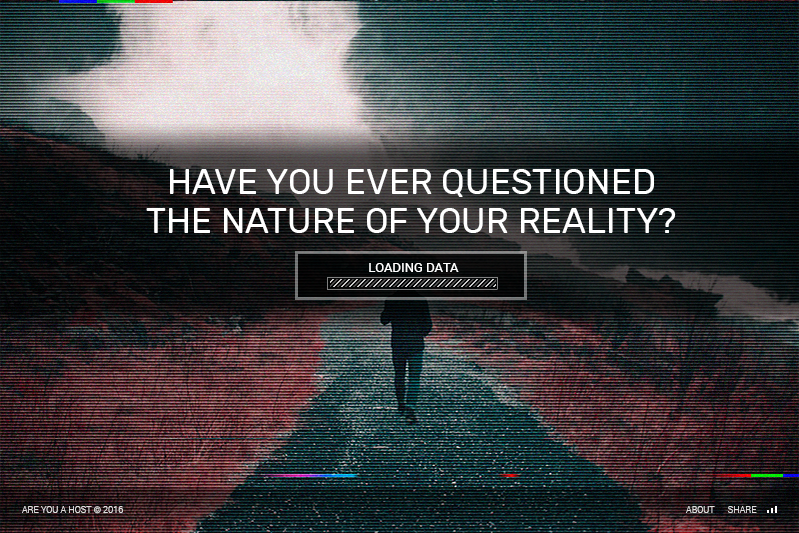 HAVE YOU EVER QUESTIONED
THE NATURE OF YOUR REALITY?
LOADING DATA
ARE YOU A HOST © 2016
ABOUT SHARE